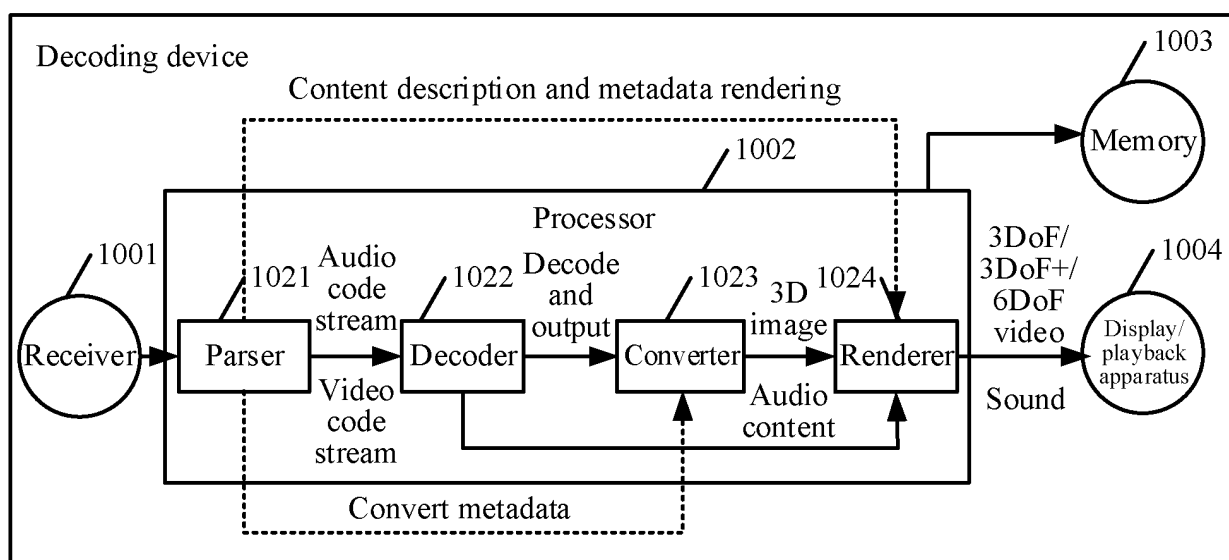 Decoding device
1003
Content description and metadata rendering
Memory
1002
Processor
1001
1021
Audio
code
stream
1022
Decode
and
output
1023
3D
image
1024
3DoF/
3DoF+/
6DoF
video
1004
Receiver
Parser
Decoder
Converter
Renderer
Display/
playback
apparatus
Video
code
stream
Audio
content
Sound
Convert metadata